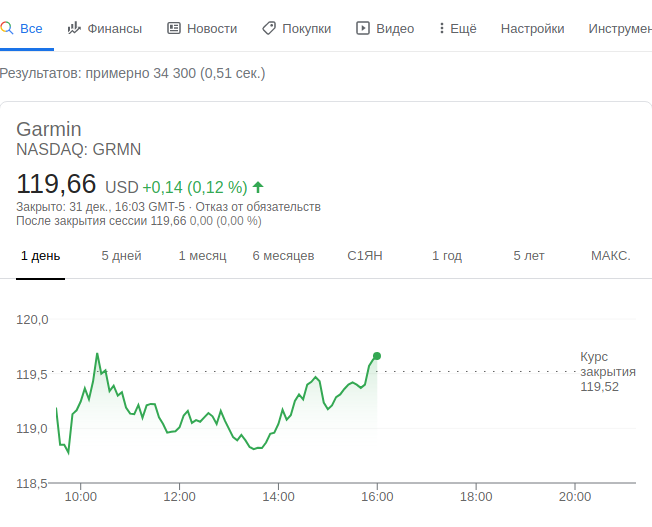 Все Финансы Новости Покупки Видео Ещё Настройки Инструмен
Результатов: примерно 34 300 (0,51 сек.)
Garmin
NASDAQ: GRMN
119,66 USD +0,14 (0,12 %)
Закрыто: 31 дек., 16:03 GMT-5 · Отказ от обязательств
После закрытия сессии 119,66 0,00 (0,00 %)
1 день 5 дней 1 месяц 6 месяцев С1ЯН 1 год 5 лет МАКС.
120,0
119,5
119,0
118,5
Курс
закрытия
119,52
10:00 12:00 14:00 16:00 18:00 20:00